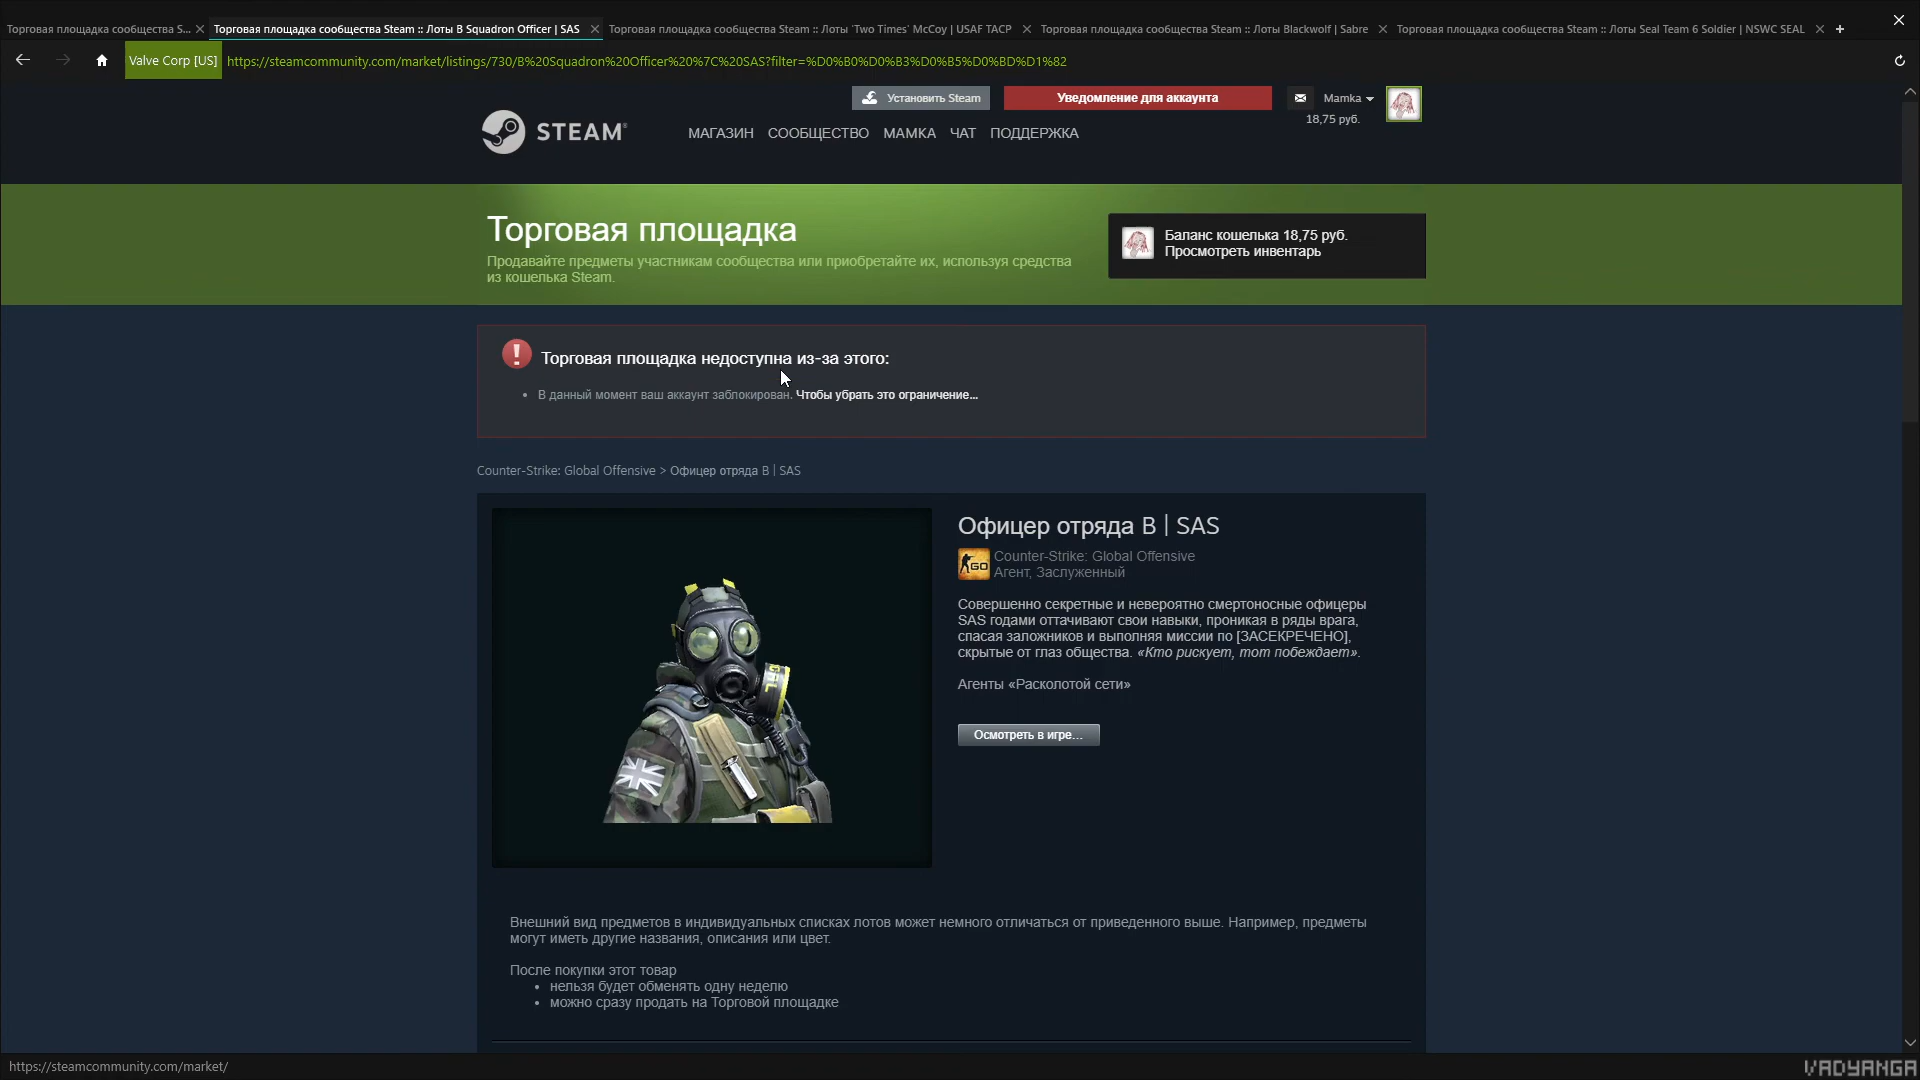 Торговая площадка сообщества S...
Торговая площадка сообщества Steam :: Лоты B Squadron Officer | SAS
Торговая площадка сообщества Steam :: Лоты 'Two Times' McCoy | USAF TACP
Торговая площадка сообщества Steam :: Лоты Blackwolf | Sabre
Торговая площадка сообщества Steam :: Лоты Seal Team 6 Soldier | NSWC SEAL
Valve Corp [US]
https://steamcommunity.com/market/listings/730/B%20Squadron%20Officer%20%7C%20SAS?filter=%D0%B0%D0%B3%D0%B5%D0%BD%D1%82
Установить Steam
Уведомление для аккаунта
Mamka
18,75 pуб.
STEAM®
МАГАЗИН СООБЩЕСТВО MAMKA ЧАТ ПОДДЕРЖКА
Торговая площадка
Продавайте предметы участникам сообщества или приобретайте их, используя средства
из кошелька Steam.
Баланс кошелька 18,75 pуб.
Просмотреть инвентарь
Торговая площадка недоступна из-за этого:
• В данный момент ваш аккаунт заблокирован. Чтобы убрать это ограничение...
Counter-Strike: Global Offensive > Офицер отряда B | SAS
Офицер отряда B | SAS
GO
Counter-Strike: Global Offensive
Агент, Заслуженный
Совершенно секретные и невероятно смертоносные офицеры
SAS годами оттачивают свои навыки, проникая в ряды врага,
спасая заложников и выполняя миссии по [ЗАСЕКРЕЧЕНО],
скрытые от глаз общества. «Кто рискует, тот побеждает».
Агенты «Расколотой сети»
Осмотреть в игре...
Внешний вид предметов в индивидуальных списках лотов может немного отличаться от приведенного выше. Например, предметы
могут иметь другие названия, описания или цвет.
После покупки этот товар
• нельзя будет обменять одну неделю
• можно сразу продать на Торговой площадке
https://steamcommunity.com/market/
VADYANGA